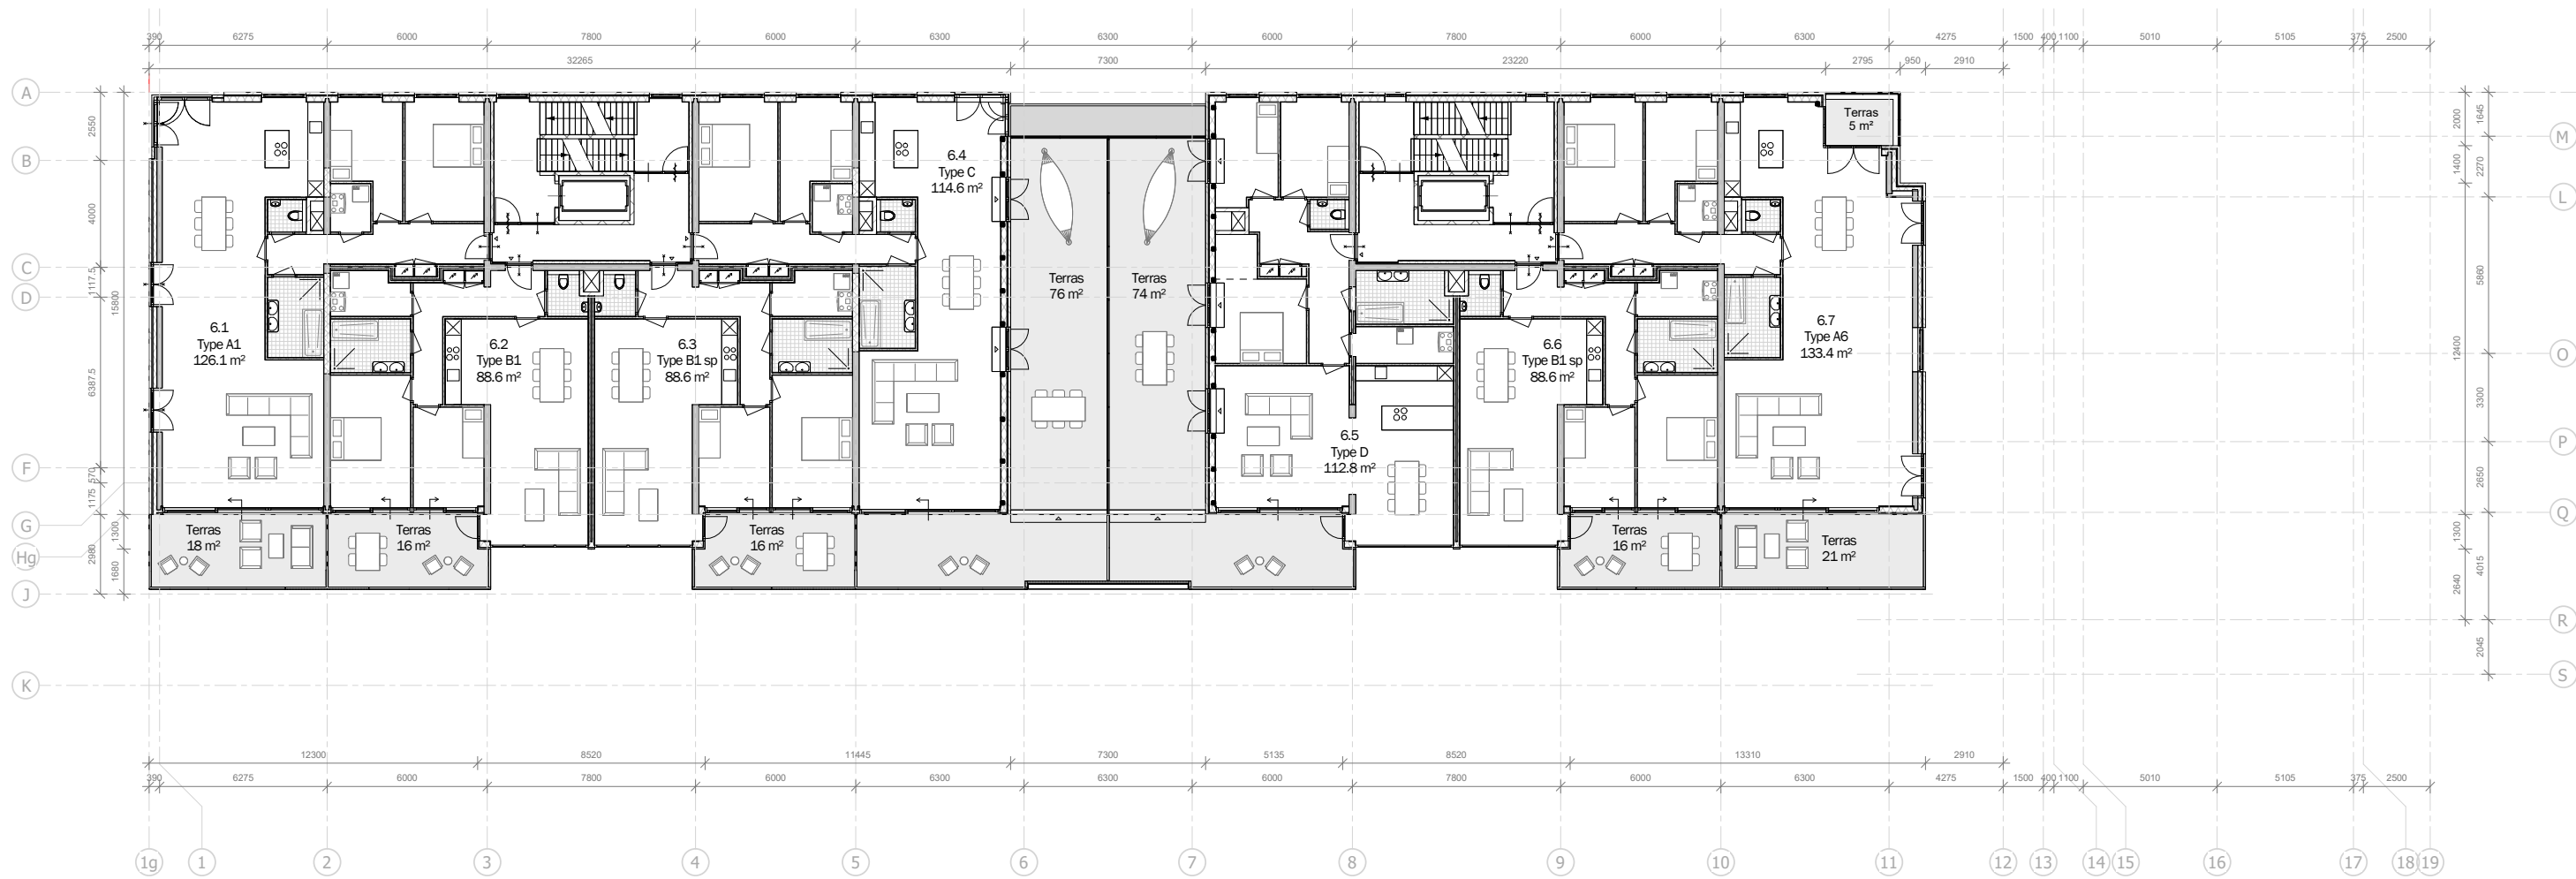 390 6275 6000 7800 6000 6300 6300 6000 7800 6000 6300 4275 1500 400 1100 5010 5105 375 2500
32265 7300 23220 2795 950 2910
A
B
C
D
F
G
Hg
J
K
2550
4000
1117.5
6387.5
570
1175
1300
2980
1680
15800
6.1
Type A1
126.1 m²
6.2
Type B1
88.6 m²
6.3
Type B1 sp
88.6 m²
6.4
Type C
114.6 m²
Terras
76 m²
Terras
74 m²
6.5
Type D
112.8 m²
6.6
Type B1 sp
88.6 m²
6.7
Type A6
133.4 m²
Terras
5 m²
Terras
18 m²
Terras
16 m²
Terras
16 m²
Terras
16 m²
Terras
21 m²
2000
1400
12400
1300
2640
1645
2270
5860
3300
2650
4015
2045
M
L
O
P
Q
R
S
12300 8520 11445 7300 5135 8520 13310 2910
390 6275 6000 7800 6000 6300 6300 6000 7800 6000 6300 4275 1500 400 1100 5010 5105 375 2500
1g 1 2 3 4 5 6 7 8 9 10 11 12 13 14 15 16 17 18 19